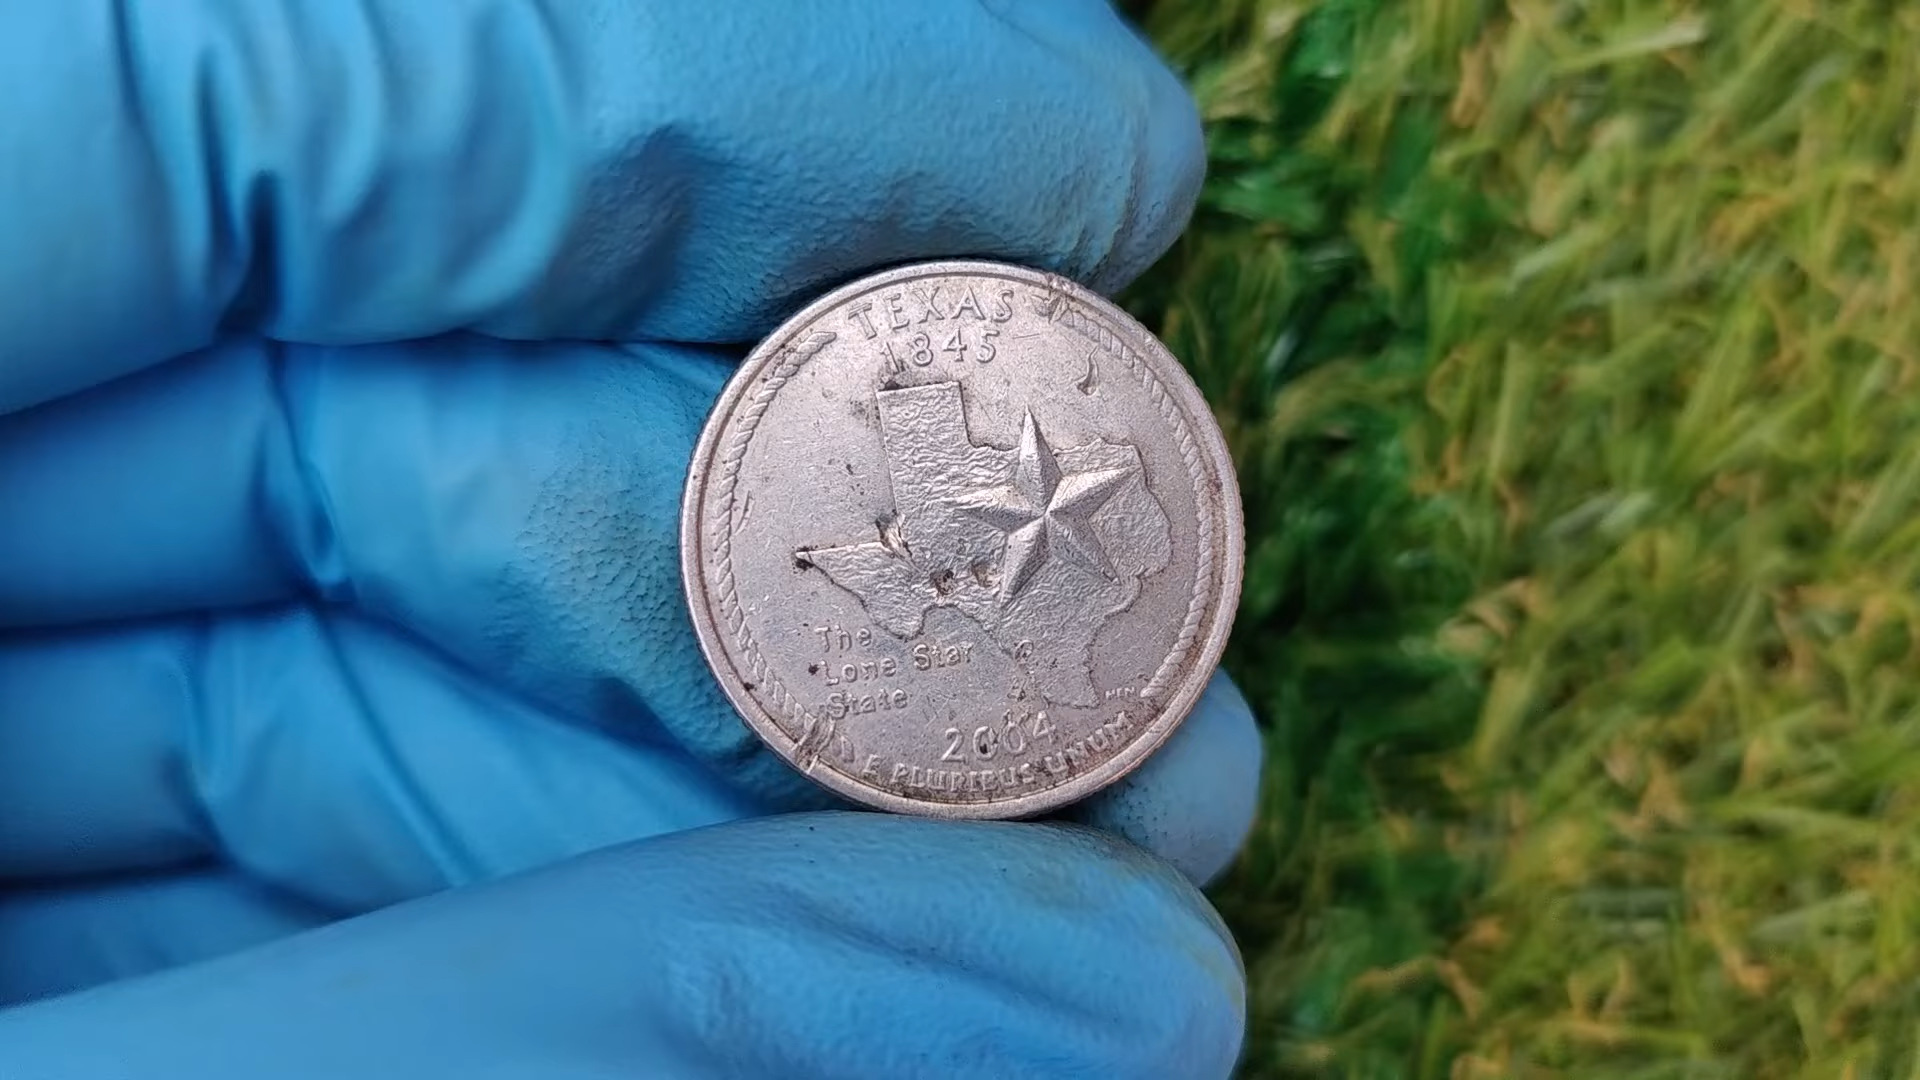 TEXAS
1845
The
Lone Star
State
2004
E PLURIBUS UNUM